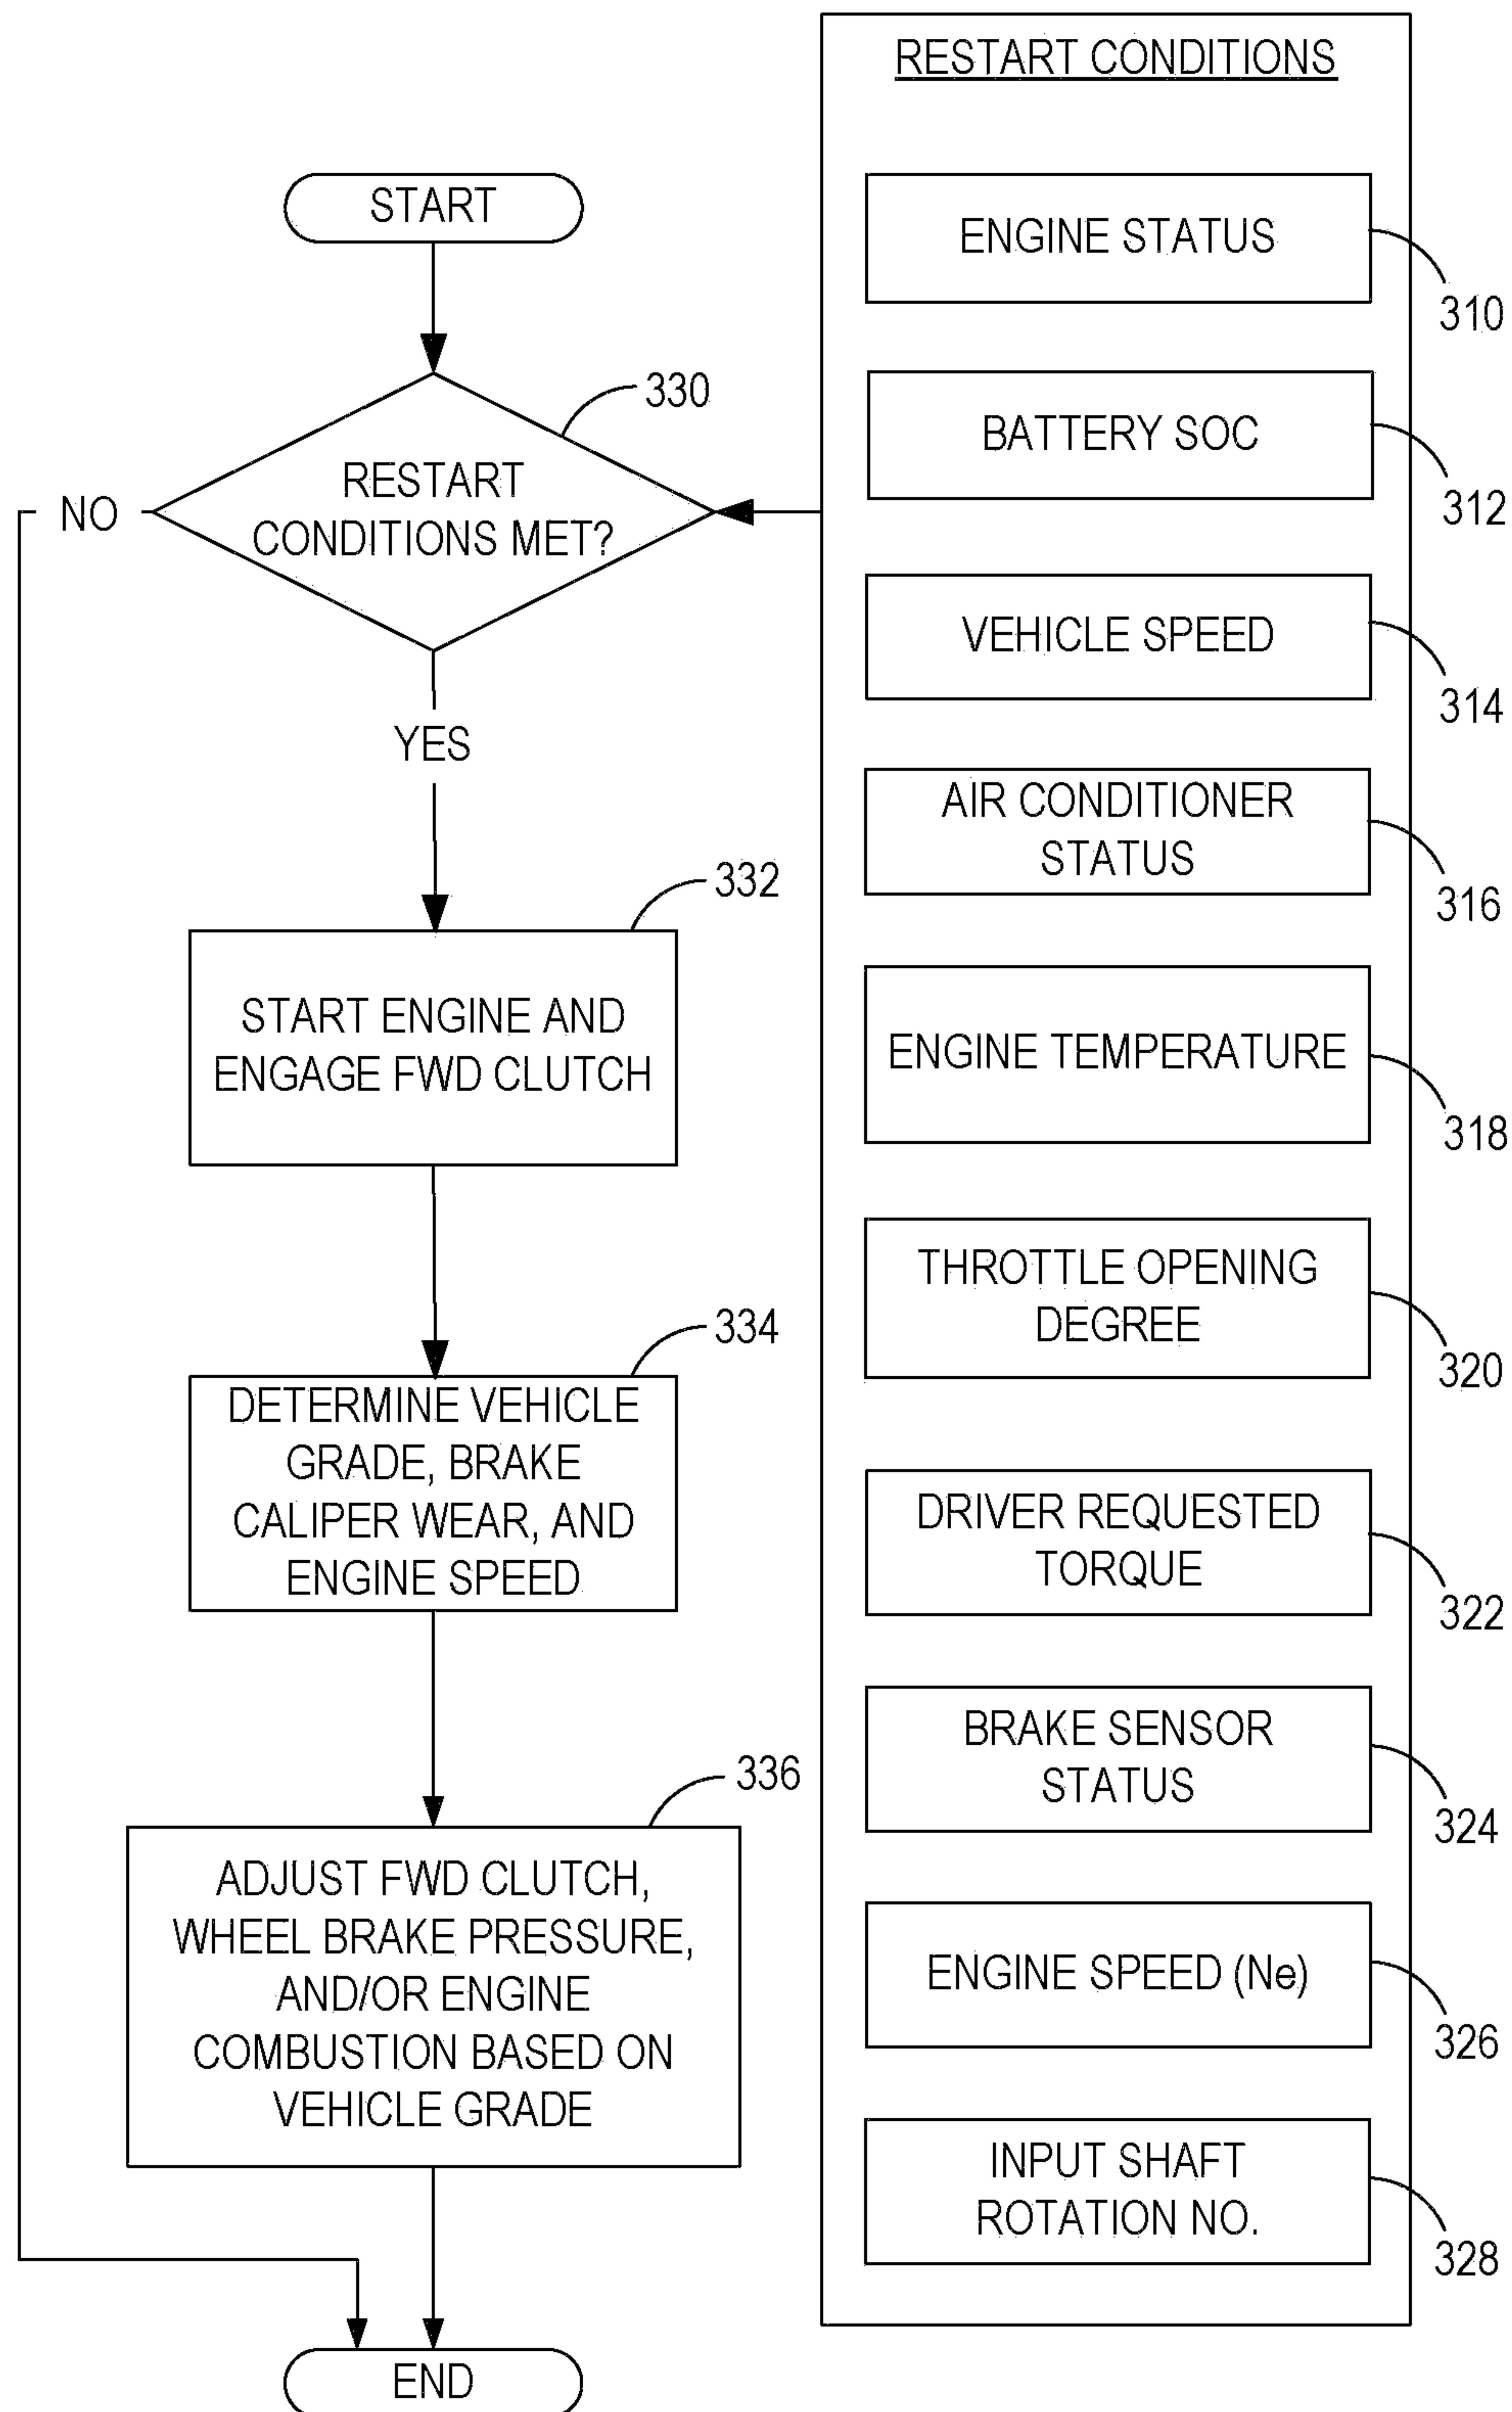 START
330
RESTART
CONDITIONS MET?
NO
YES
332
START ENGINE AND
ENGAGE FWD CLUTCH
334
DETERMINE VEHICLE
GRADE, BRAKE
CALIPER WEAR, AND
ENGINE SPEED
336
ADJUST FWD CLUTCH,
WHEEL BRAKE PRESSURE,
AND/OR ENGINE
COMBUSTION BASED ON
VEHICLE GRADE
END
RESTART CONDITIONS
ENGINE STATUS
310
BATTERY SOC
312
VEHICLE SPEED
314
AIR CONDITIONER
STATUS
316
ENGINE TEMPERATURE
318
THROTTLE OPENING
DEGREE
320
DRIVER REQUESTED
TORQUE
322
BRAKE SENSOR
STATUS
324
ENGINE SPEED (Ne)
326
INPUT SHAFT
ROTATION NO.
328